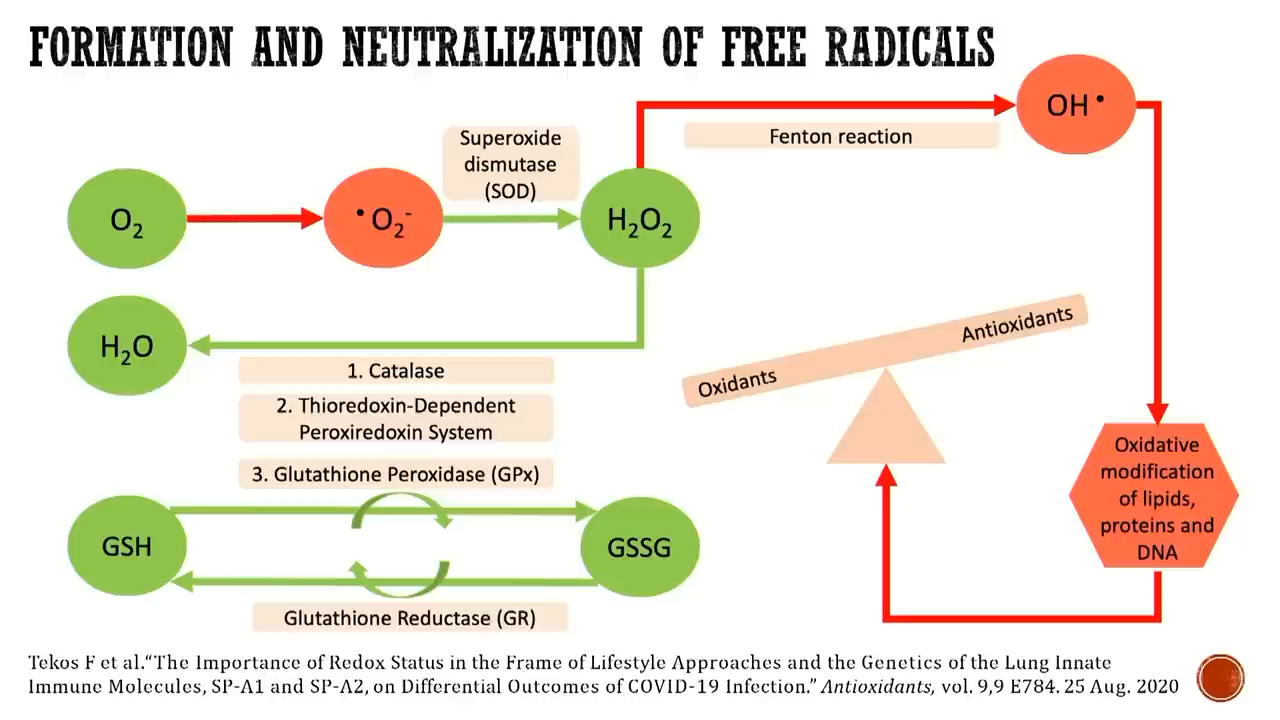 FORMATION AND NEUTRALIZATION OF FREE RADICALS
OH •
Superoxide
dismutase
(SOD)
Fenton reaction
O₂
•O₂⁻
H₂O₂
H₂O
Antioxidants
Oxidants
1. Catalase
2. Thioredoxin-Dependent
Peroxiredoxin System
3. Glutathione Peroxidase (GPx)
Oxidative
modification
of lipids,
proteins and
DNA
GSH
GSSG
Glutathione Reductase (GR)
Tekos F et al.“The Importance of Redox Status in the Frame of Lifestyle Approaches and the Genetics of the Lung Innate
Immune Molecules, SP-A1 and SP-A2, on Differential Outcomes of COVID-19 Infection.” Antioxidants, vol. 9,9 E784. 25 Aug. 2020